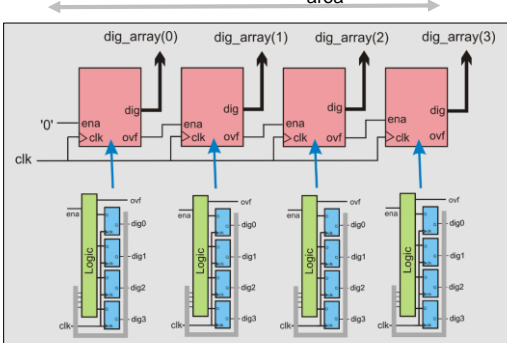 area
dig_array(0) dig_array(1) dig_array(2) dig_array(3)
dig dig dig dig
'0' ena ena ena ena
clk ovf clk ovf clk ovf clk ovf
clk
ovf ovf ovf ovf
ena ena ena ena
dig0 dig0 dig0 dig0
Logic Logic Logic Logic
dig1 dig1 dig1 dig1
dig2 dig2 dig2 dig2
dig3 dig3 dig3 dig3
clk clk clk clk